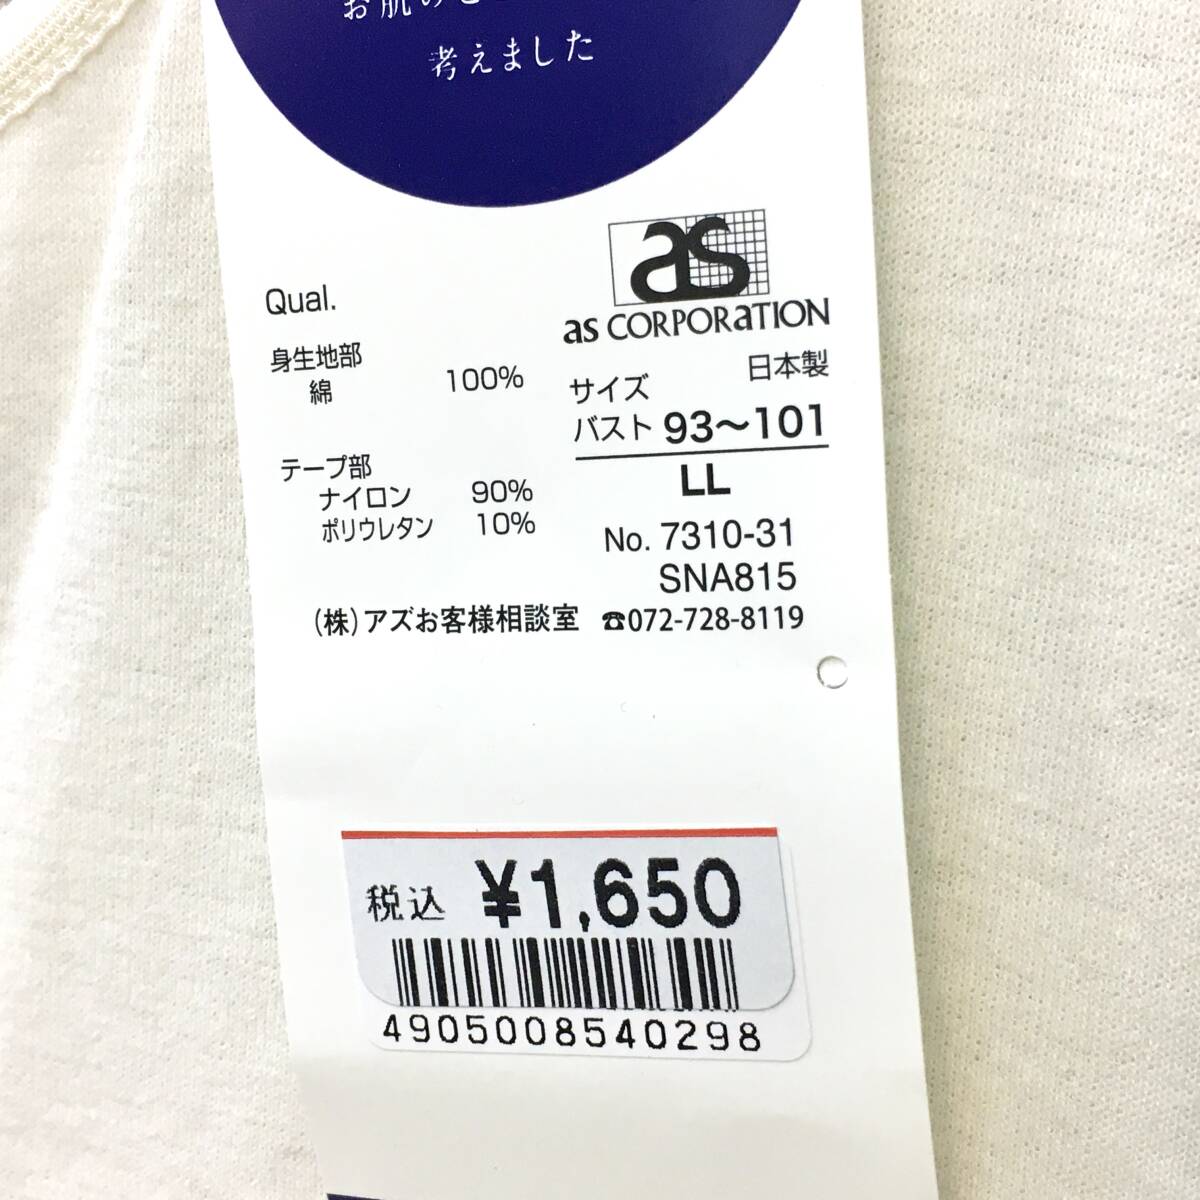 お肌の
考えました
as
as CORPORATION
日本製
Qual.
身生地部
綿 100%
テープ部
ナイロン 90%
ポリウレタン 10%
サイズ
バスト 93〜101
LL
No. 7310-31
SNA815
(株)アズお客様相談室 ☎072-728-8119
税込 ¥1,650
4905008540298